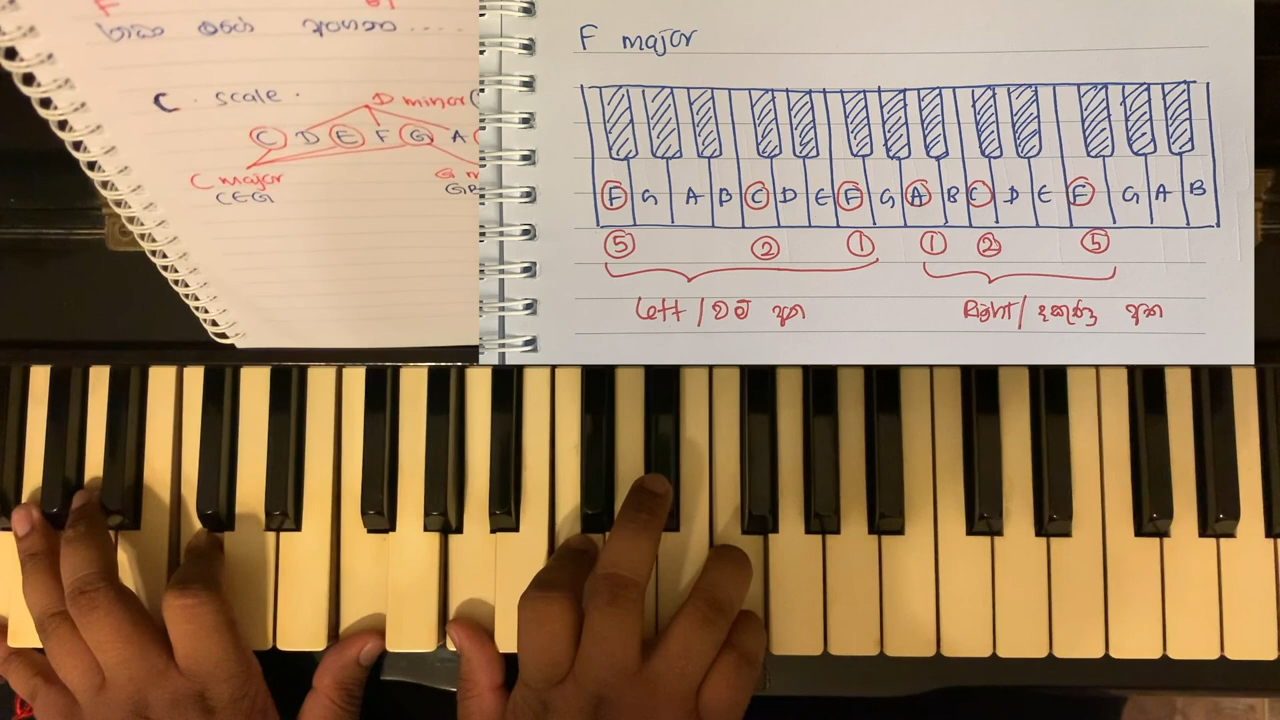 F
C . scale .
D minor (
C D E F G A
C major
CEG
F major
F G A B C D E F G A B C D E F G A B
5 2 1 1 2 5
Left / වම් අත
Right / දකුණු අත